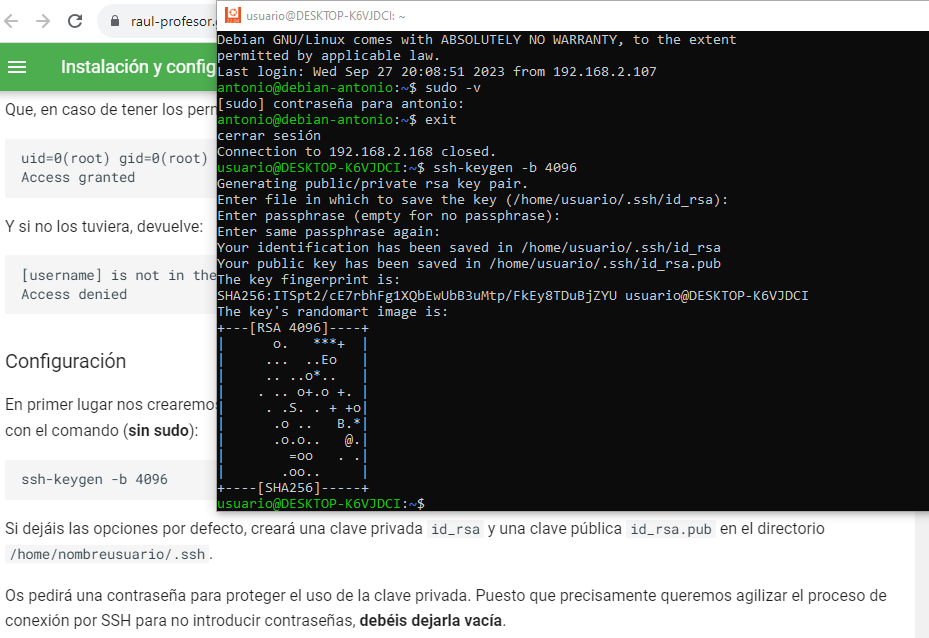 raul-profesor.
Instalación y config
Que, en caso de tener los perm
uid=0(root) gid=0(root)
Access granted
Y si no los tuviera, devuelve:
[username] is not in the
Access denied
Configuración
En primer lugar nos crearemos
con el comando (sin sudo):
ssh-keygen -b 4096
Si dejáis las opciones por defecto, creará una clave privada id_rsa y una clave pública id_rsa.pub en el directorio
/home/nombreusuario/.ssh .
Os pedirá una contraseña para proteger el uso de la clave privada. Puesto que precisamente queremos agilizar el proceso de
conexión por SSH para no introducir contraseñas, debéis dejarla vacía.
usuario@DESKTOP-K6VJDCI: ~
Debian GNU/Linux comes with ABSOLUTELY NO WARRANTY, to the extent
permitted by applicable law.
Last login: Wed Sep 27 20:08:51 2023 from 192.168.2.107
antonio@debian-antonio:~$ sudo -v
[sudo] contraseña para antonio:
antonio@debian-antonio:~$ exit
cerrar sesión
Connection to 192.168.2.168 closed.
usuario@DESKTOP-K6VJDCI:~$ ssh-keygen -b 4096
Generating public/private rsa key pair.
Enter file in which to save the key (/home/usuario/.ssh/id_rsa):
Enter passphrase (empty for no passphrase):
Enter same passphrase again:
Your identification has been saved in /home/usuario/.ssh/id_rsa
Your public key has been saved in /home/usuario/.ssh/id_rsa.pub
The key fingerprint is:
SHA256:ITSpt2/cE7rbhFg1XQbEwUbB3uMtp/FkEy8TDuBjZYU usuario@DESKTOP-K6VJDCI
The key's randomart image is:
+---[RSA 4096]----+
|      o.   ***+  |
|     ...  ..Eo   |
|     .. ..o*..   |
|    . .. o+.o +. |
|     . .S. . + +o|
|      .o ..   B.*|
|      .o.o..   @.|
|        =oo   . .|
|       .oo..     |
+----[SHA256]-----+
usuario@DESKTOP-K6VJDCI:~$